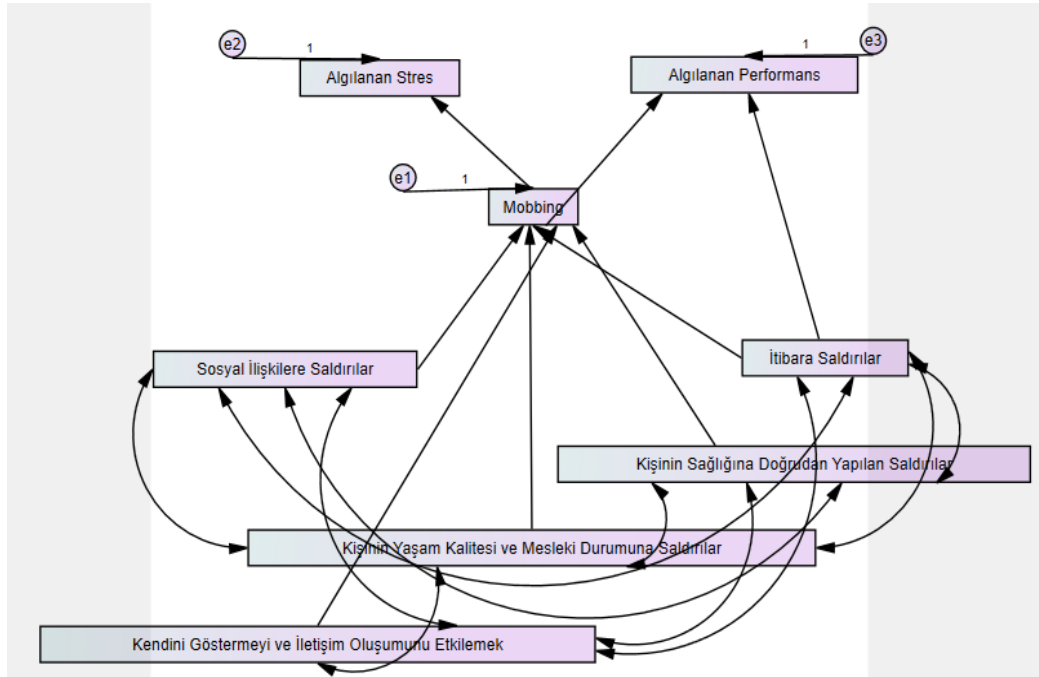 e2
1
Algılanan Stres
1
e3
Algılanan Performans
e1
1
Mobbing
Sosyal İlişkilere Saldırılar
İtibara Saldırılar
Kişinin Sağlığına Doğrudan Yapılan Saldırılar
Kişinin Yaşam Kalitesi ve Mesleki Durumuna Saldırılar
Kendini Göstermeyi ve İletişim Oluşumunu Etkilemek